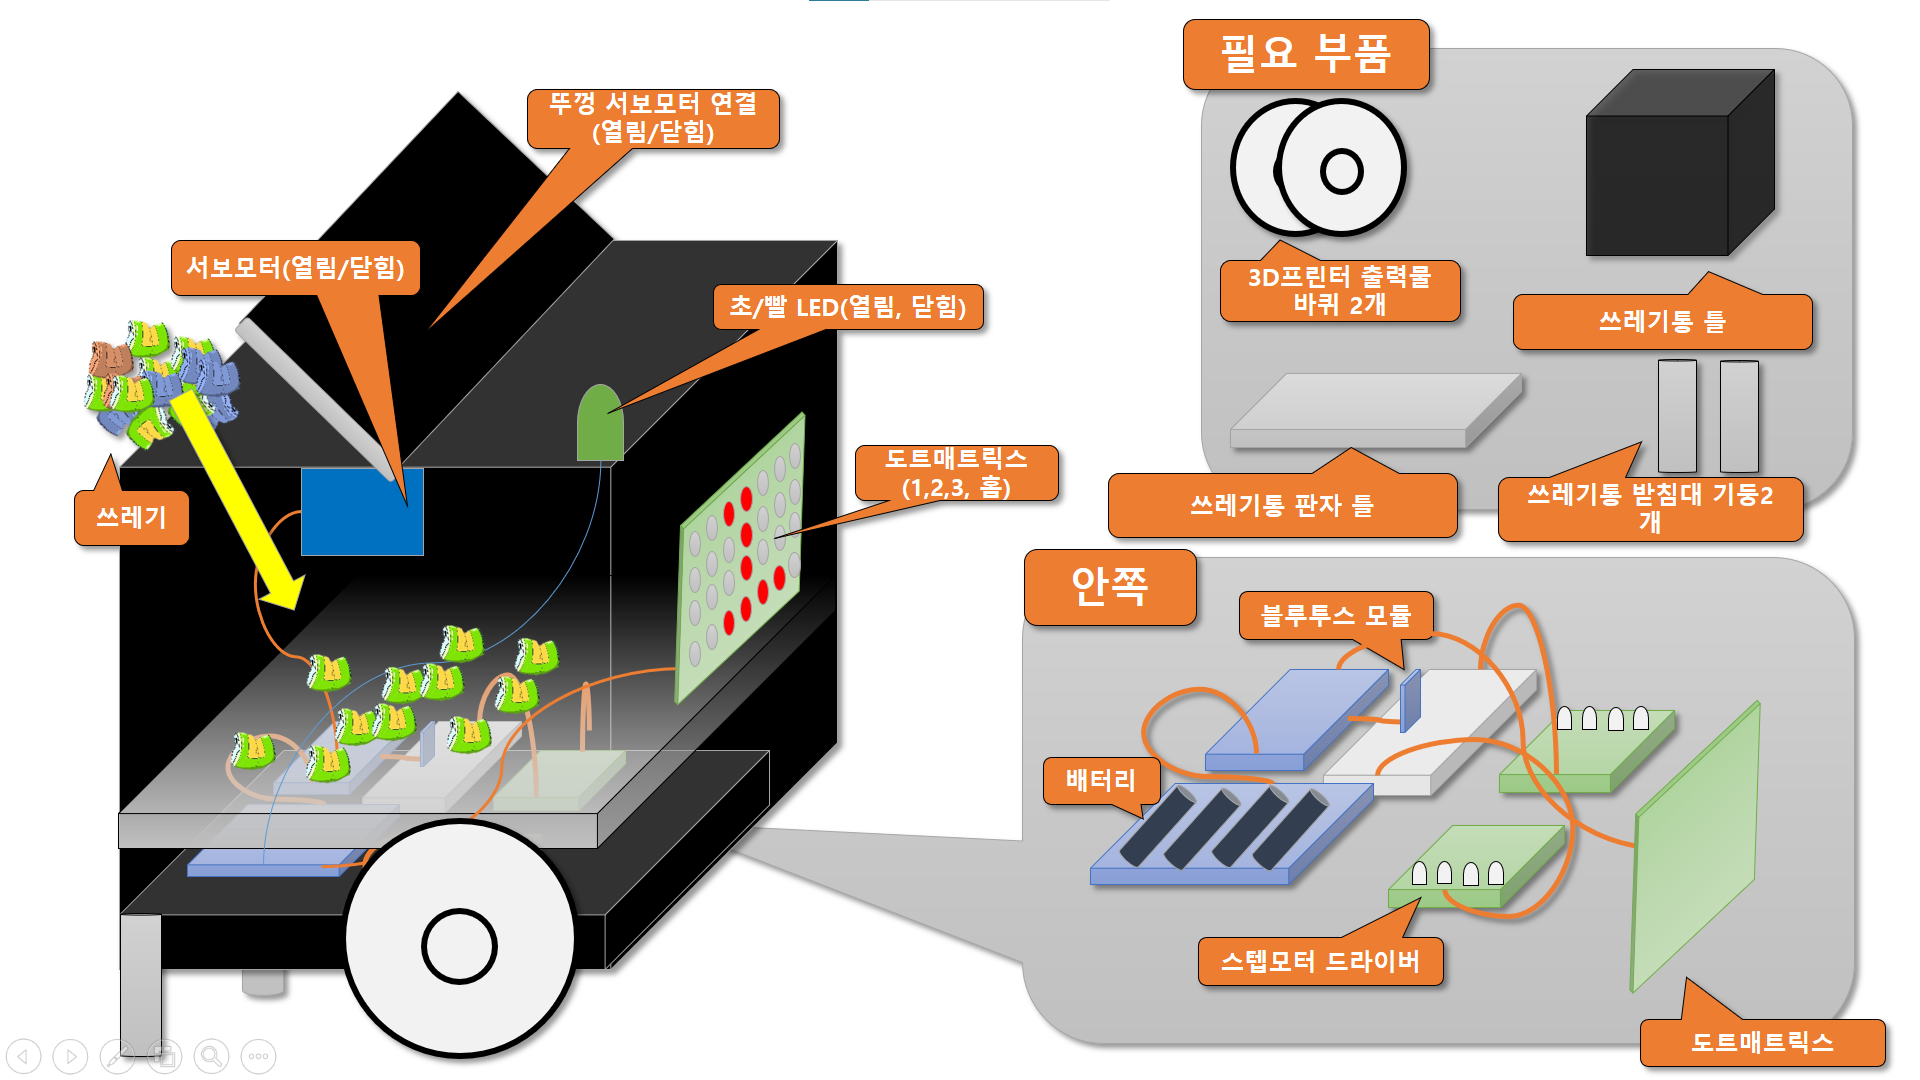 뚜껑 서보모터 연결
(열림/닫힘)
서보모터(열림/닫힘)
초/빨 LED(열림, 닫힘)
도트매트릭스
(1,2,3, 홈)
쓰레기
필요 부품
3D프린터 출력물
바퀴 2개
쓰레기통 틀
쓰레기통 판자 틀
쓰레기통 받침대 기둥2
개
안쪽
블루투스 모듈
배터리
스텝모터 드라이버
도트매트릭스